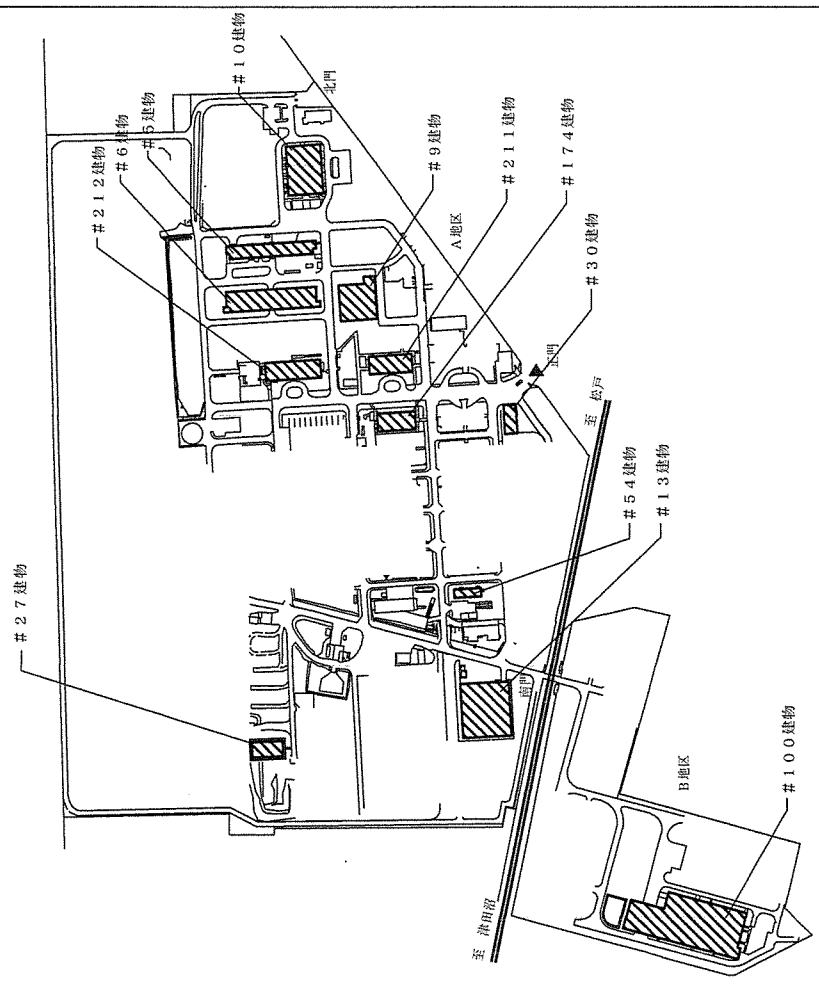 #10建物
北門
#5建物
#6建物
#212建物
#9建物
#211建物
A地区
#174建物
#30建物
正門
至 松戸
#54建物
#13建物
#27建物
南門
B地区
#100建物
至 津田沼